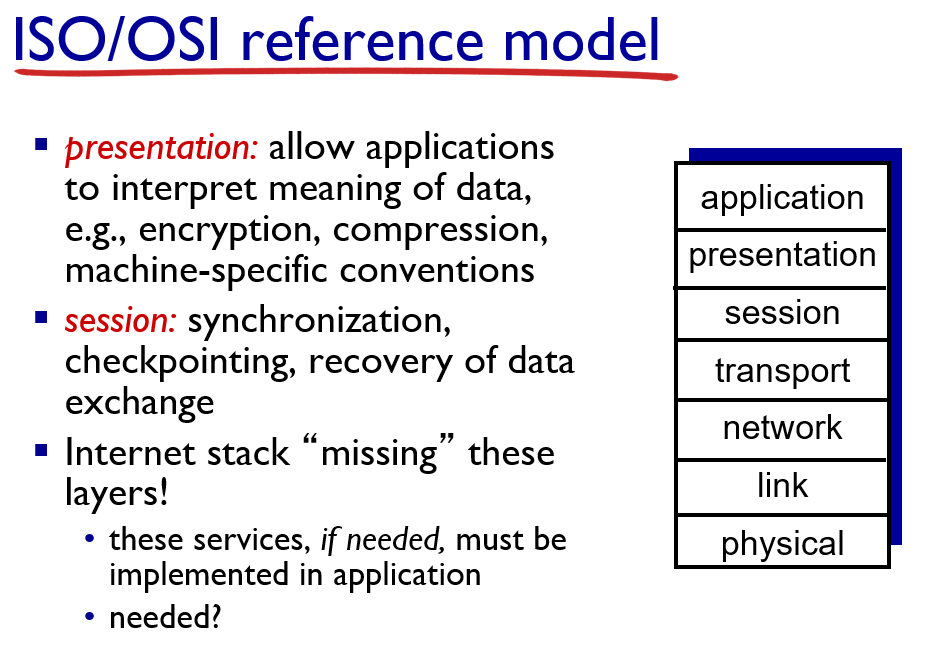 ISO/OSI reference model
▪ presentation: allow applications
to interpret meaning of data,
e.g., encryption, compression,
machine-specific conventions
▪ session: synchronization,
checkpointing, recovery of data
exchange
▪ Internet stack “missing” these
layers!
• these services, if needed, must be
implemented in application
• needed?
application
presentation
session
transport
network
link
physical